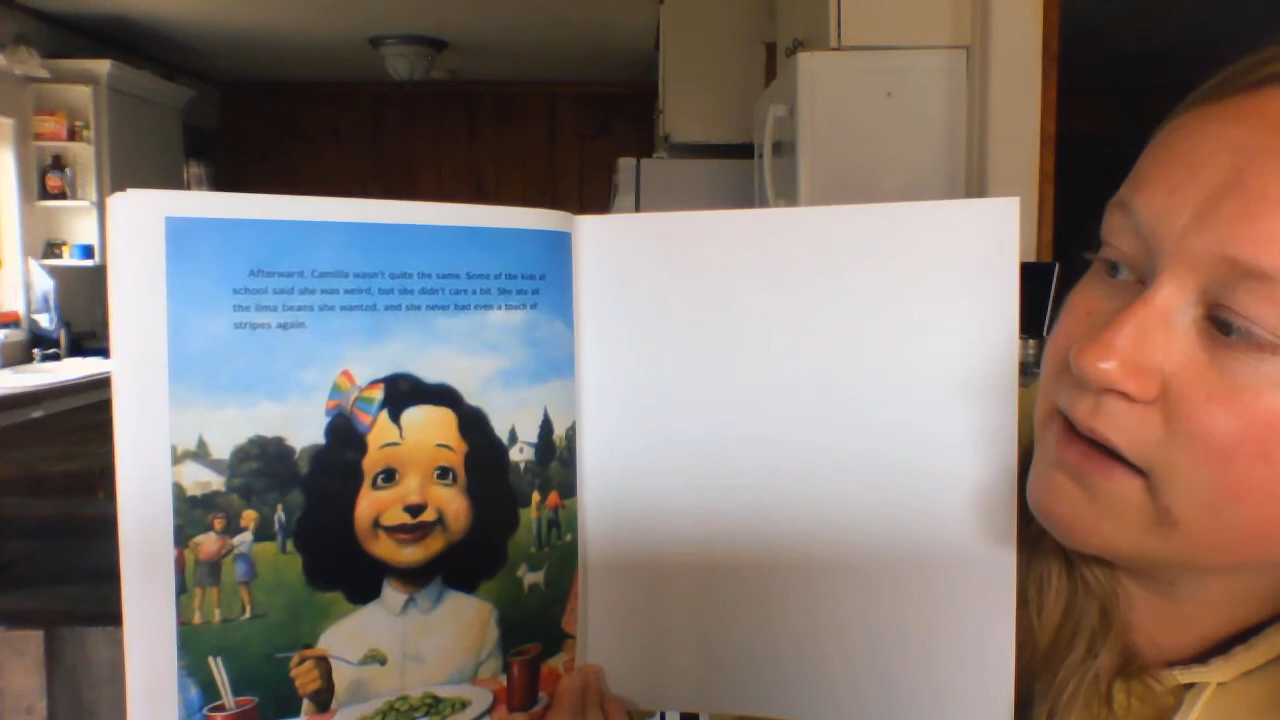 Afterward, Camilla wasn't quite the same. Some of the kids at
school said she was weird, but she didn't care a bit. She ate all
the lima beans she wanted, and she never had even a touch of
stripes again.